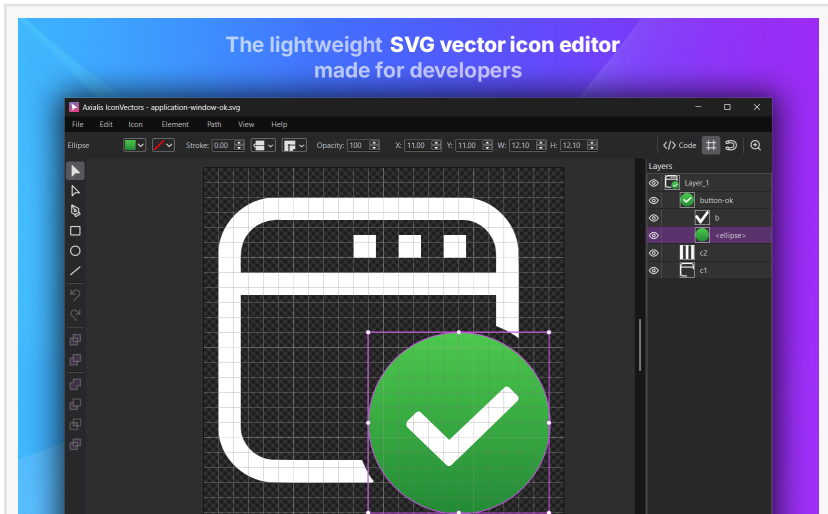 The lightweight SVG vector icon editor
made for developers
Axialis IconVectors - application-window-ok.svg
File Edit Icon Element Path View Help
Ellipse Stroke: 0.00 Opacity: 100 X: 11.00 Y: 11.00 W: 12.10 H: 12.10 </> Code
Layers
Layer_1
button-ok
b
<ellipse>
c2
c1